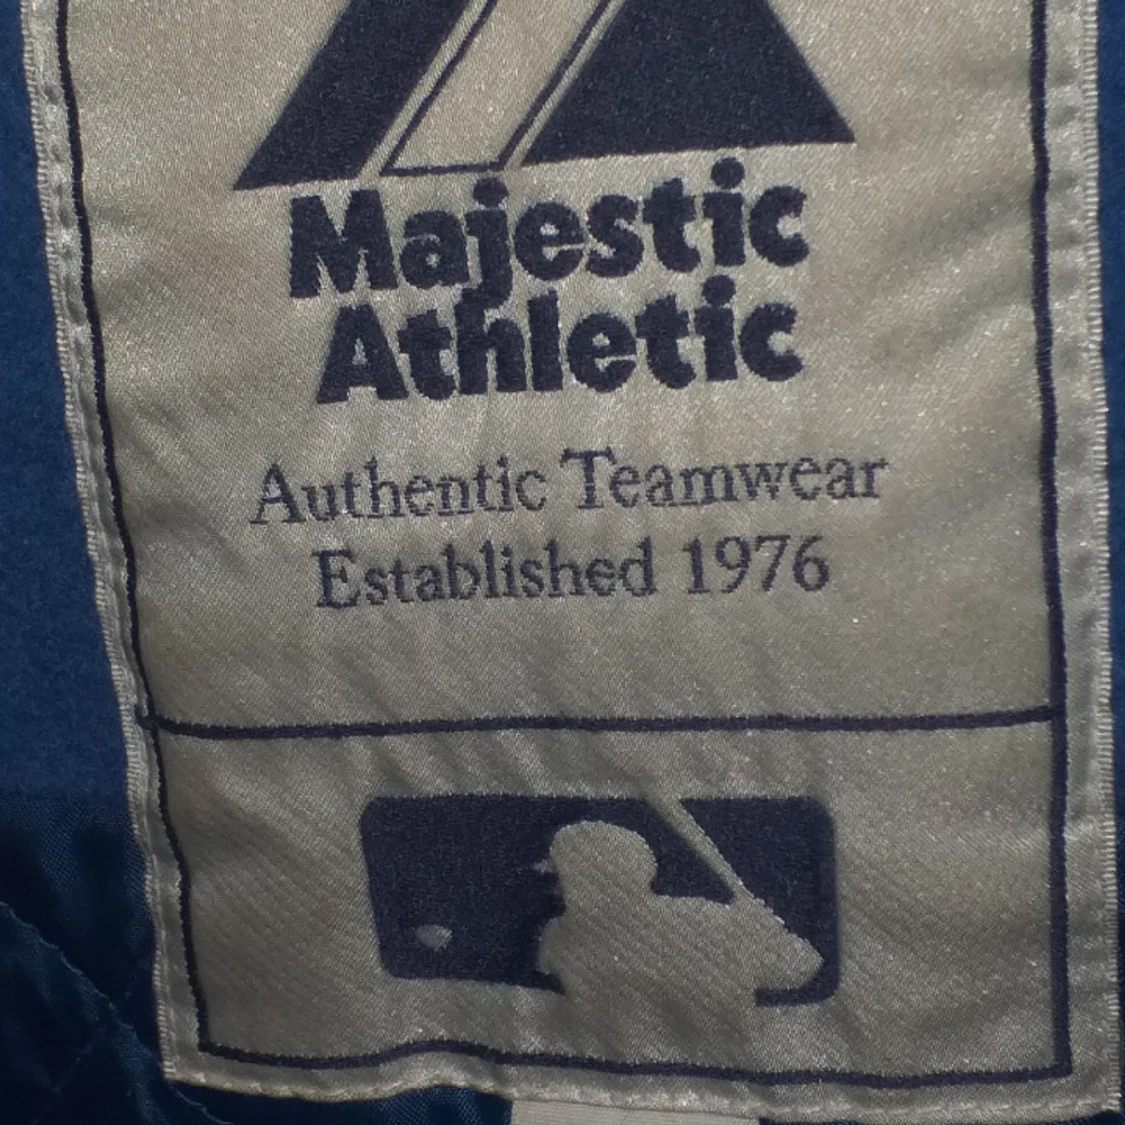 Majestic
Athletic
Authentic Teamwear
Established 1976